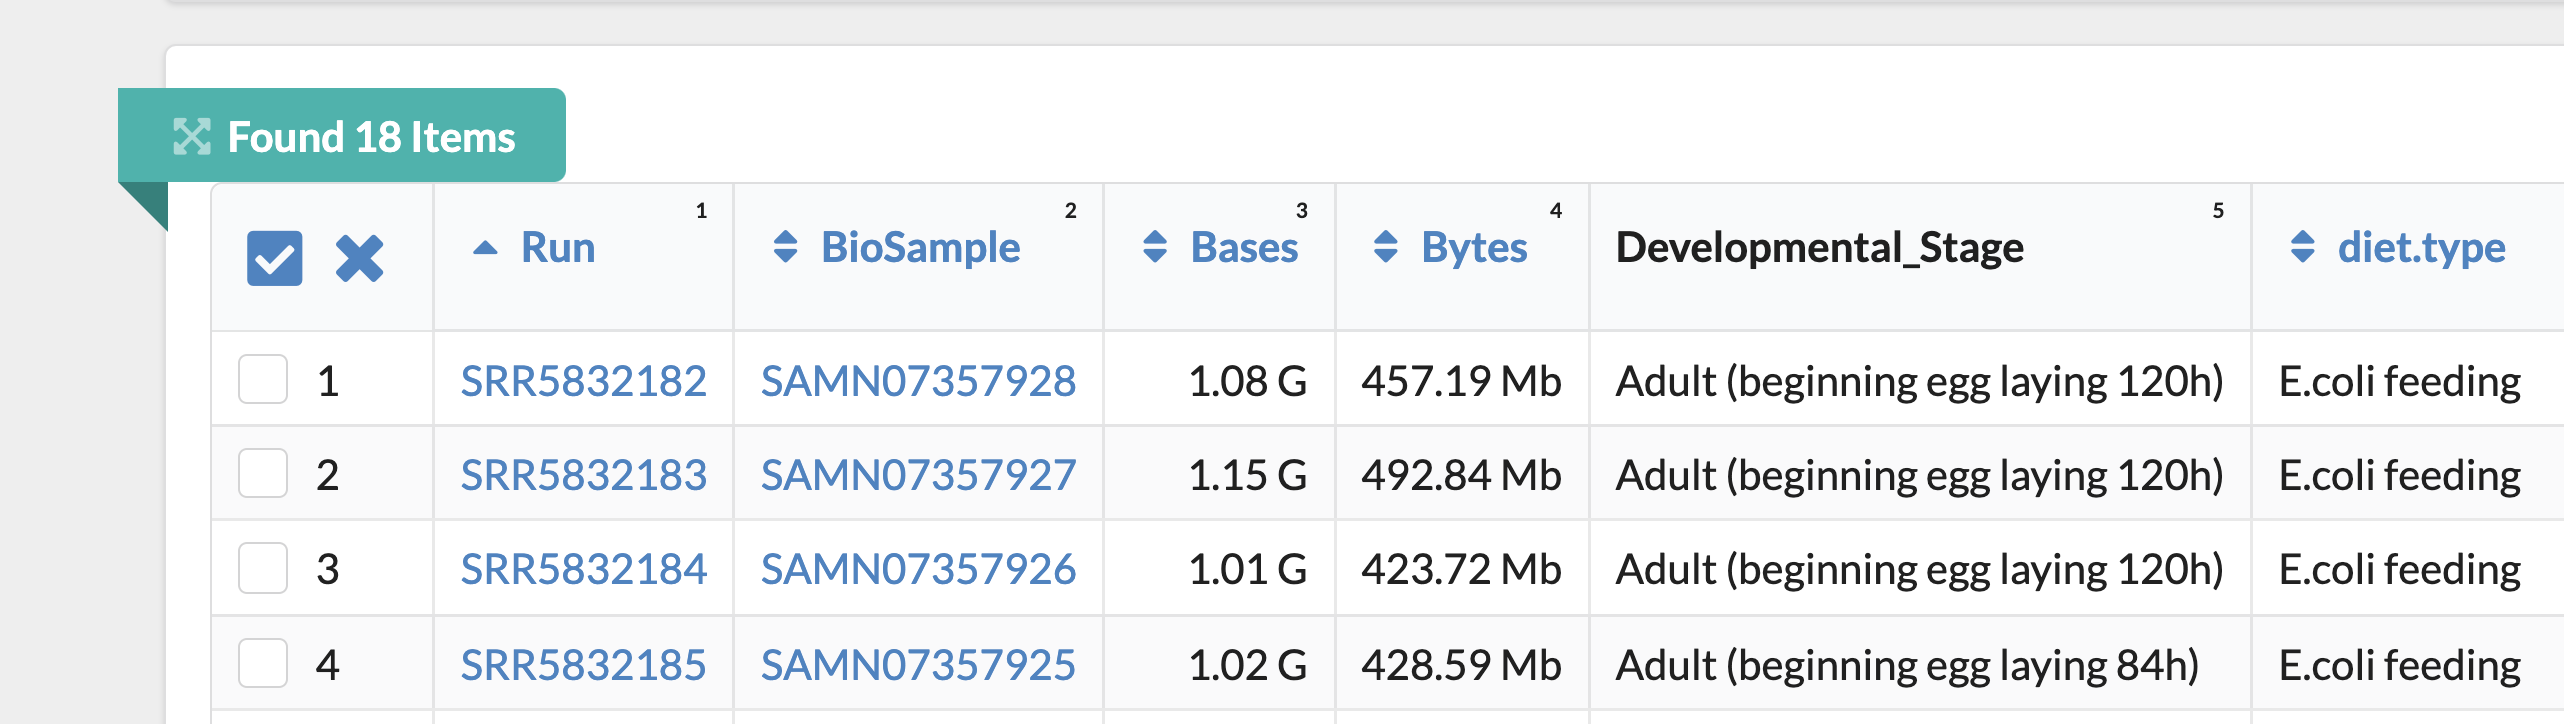 Found 18 Items
1 2 3 4 5
Run BioSample Bases Bytes Developmental_Stage diet.type
1 SRR5832182 SAMN07357928 1.08 G 457.19 Mb Adult (beginning egg laying 120h) E.coli feeding
2 SRR5832183 SAMN07357927 1.15 G 492.84 Mb Adult (beginning egg laying 120h) E.coli feeding
3 SRR5832184 SAMN07357926 1.01 G 423.72 Mb Adult (beginning egg laying 120h) E.coli feeding
4 SRR5832185 SAMN07357925 1.02 G 428.59 Mb Adult (beginning egg laying 84h) E.coli feeding